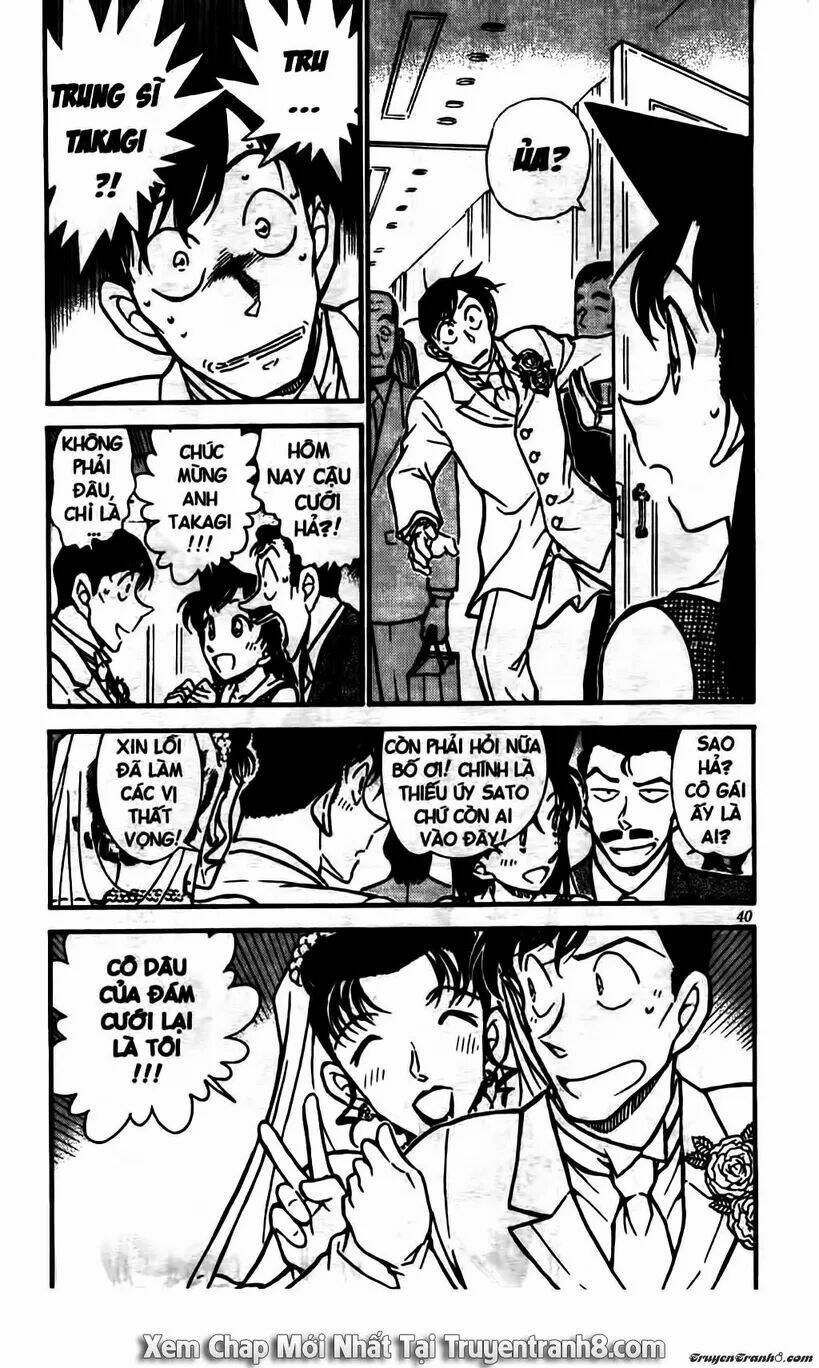 ỦA?
TRU
...
TRUNG SĨ
TAKAGI
?!
HÔM
NAY CẬU
CƯỚI
HẢ?!
CHÚC
MỪNG
ANH
TAKAGI
!!!
KHÔNG
PHẢI
ĐÂU,
CHỈ LÀ
...
SAO
HẢ?
CÔ GÁI
ẤY LÀ
AI?
CÒN PHẢI HỎI NỮA
BỐ ƠI! CHÍNH LÀ
THIẾU ÚY SATO
CHỨ CÒN AI
VÀO ĐÂY!
XIN LỖI
ĐÃ LÀM
CÁC VỊ
THẤT
VỌNG!
40
CÔ DÂU
CỦA ĐÁM
CƯỚI LẠI
LÀ TÔI
!!!
Xem Chap Mới Nhất Tại Truyentranh8.com
TruyenTranh8.com